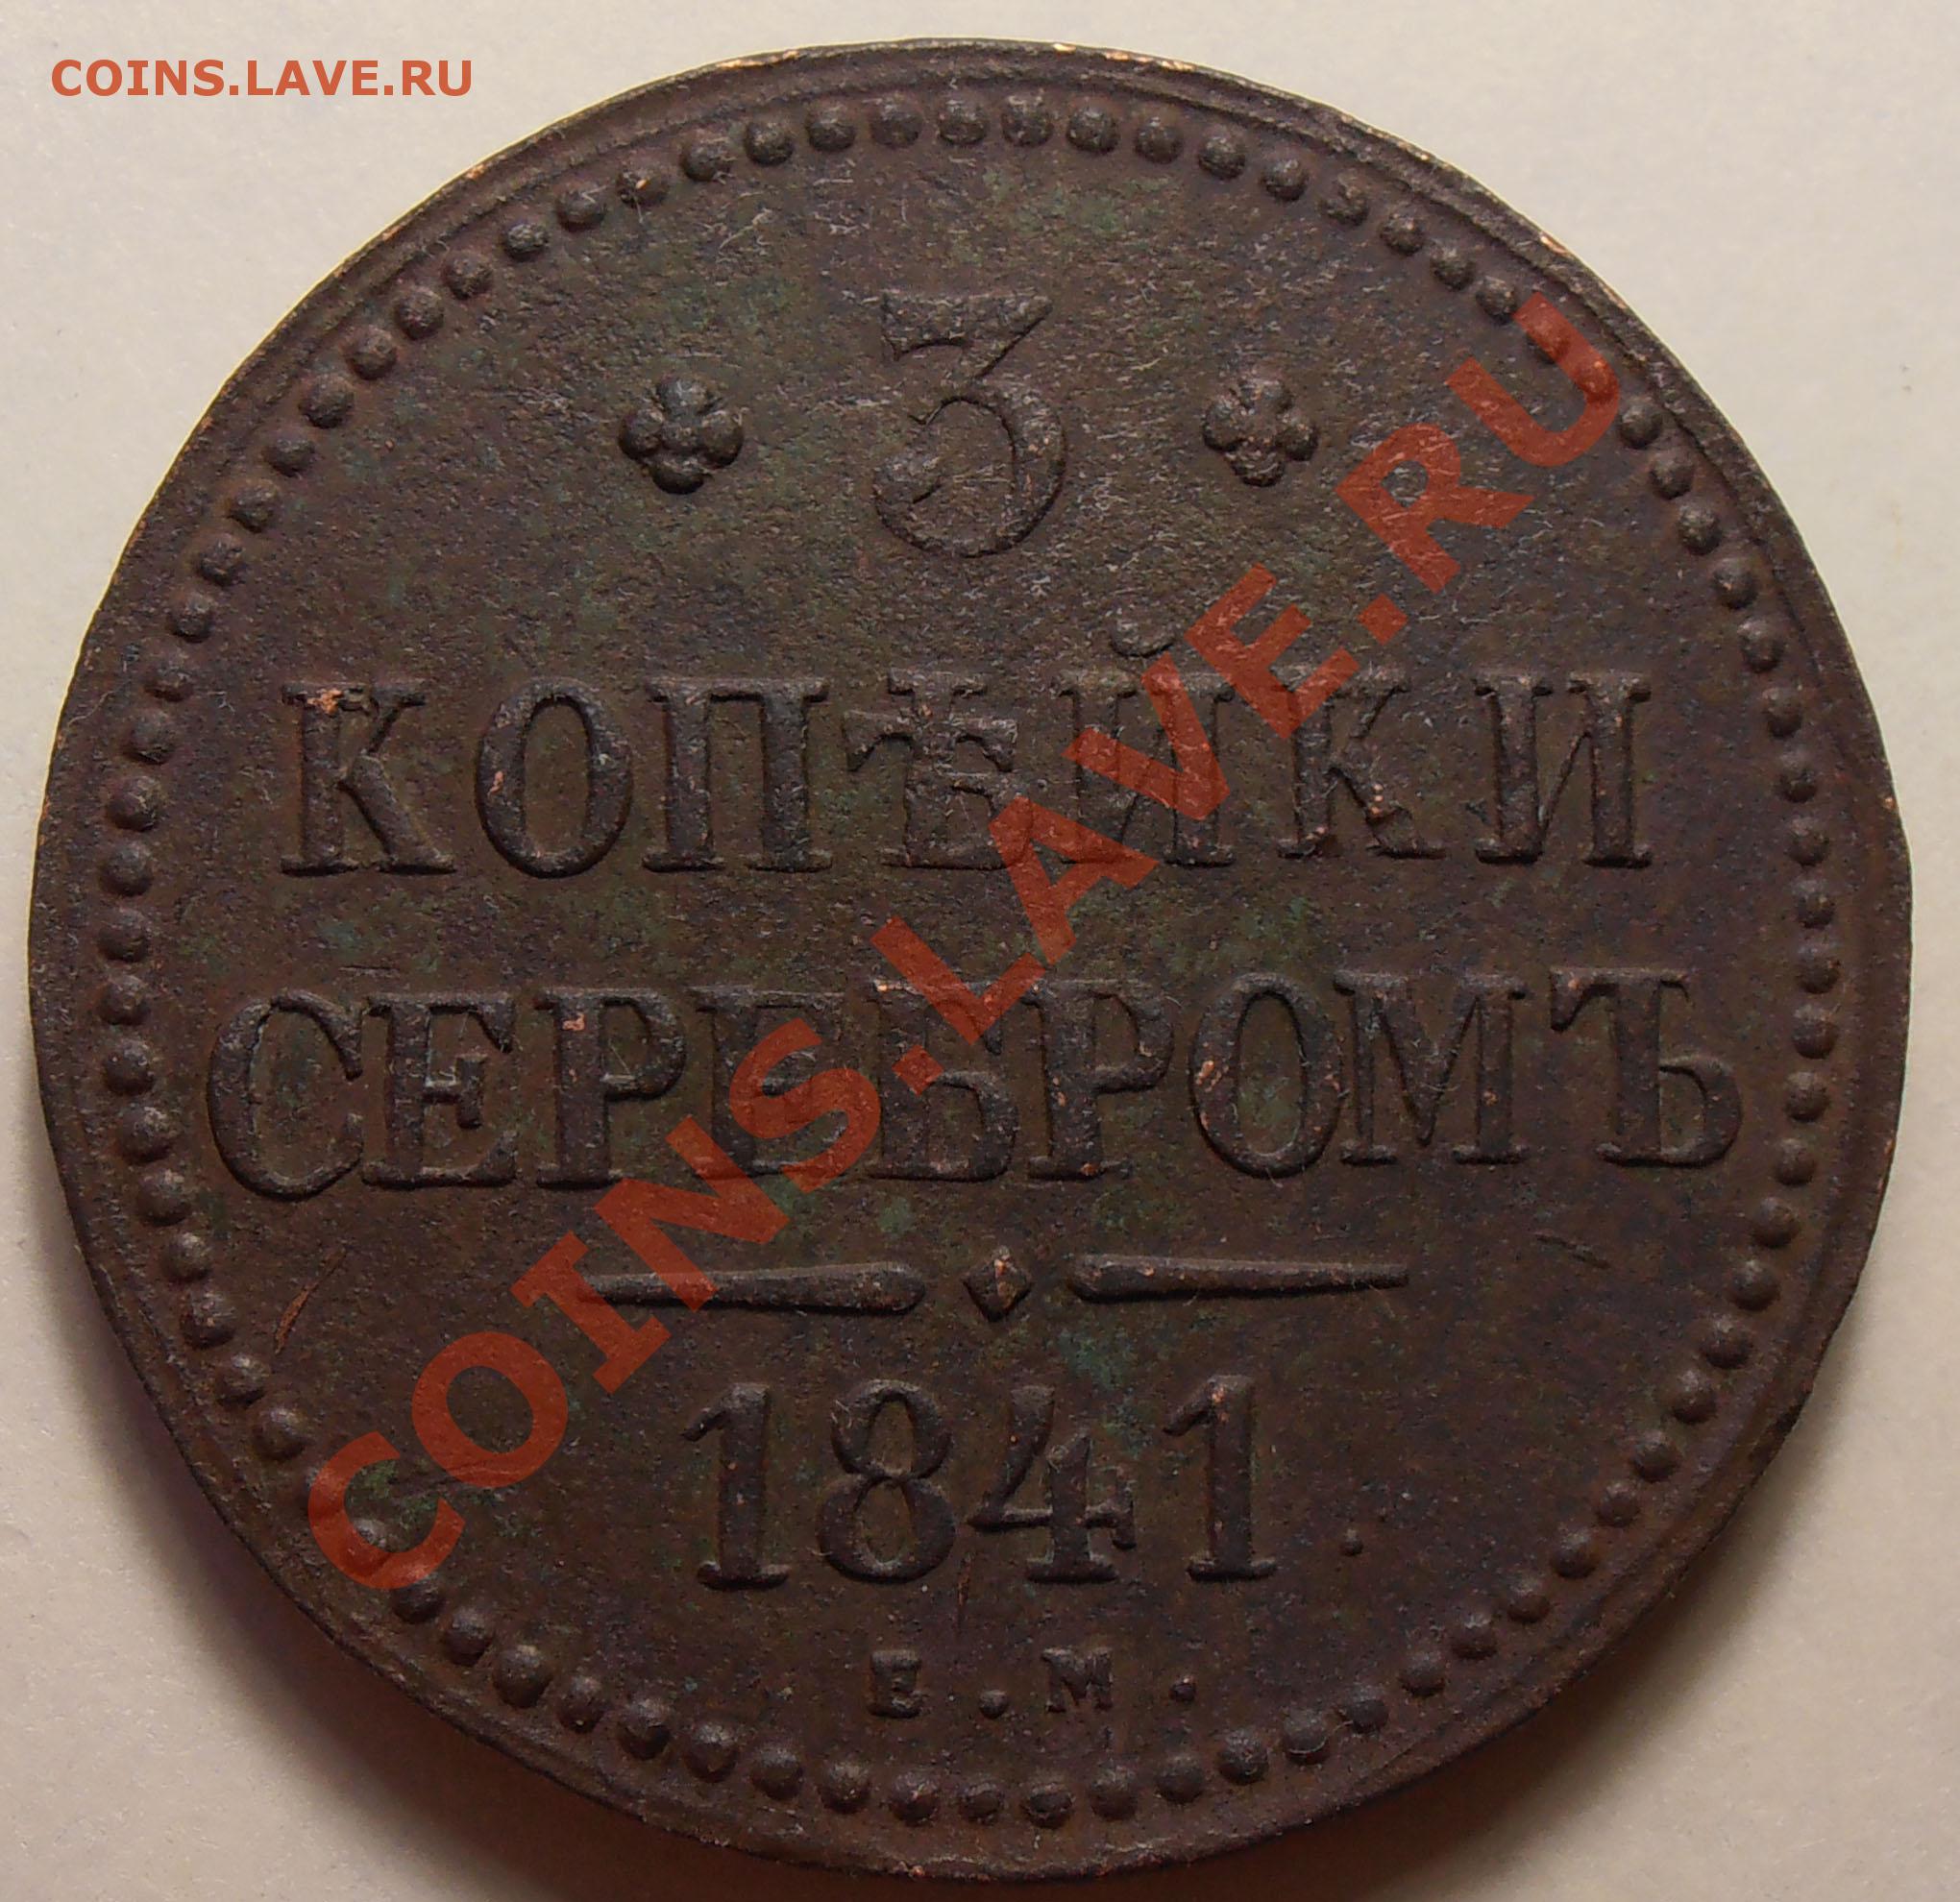 COINS.LAVE.RU
3
КОПѢЙКИ
СЕРЕБРОМЪ
1841.
Е.М.
COINS.LAVE.RU